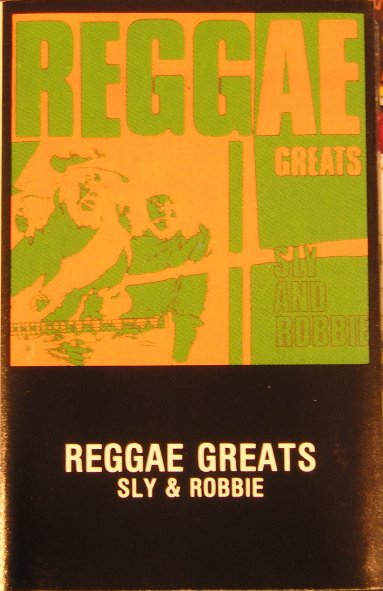 REGGAE
GREATS
SLY
AND
ROBBIE
REGGAE GREATS
SLY & ROBBIE